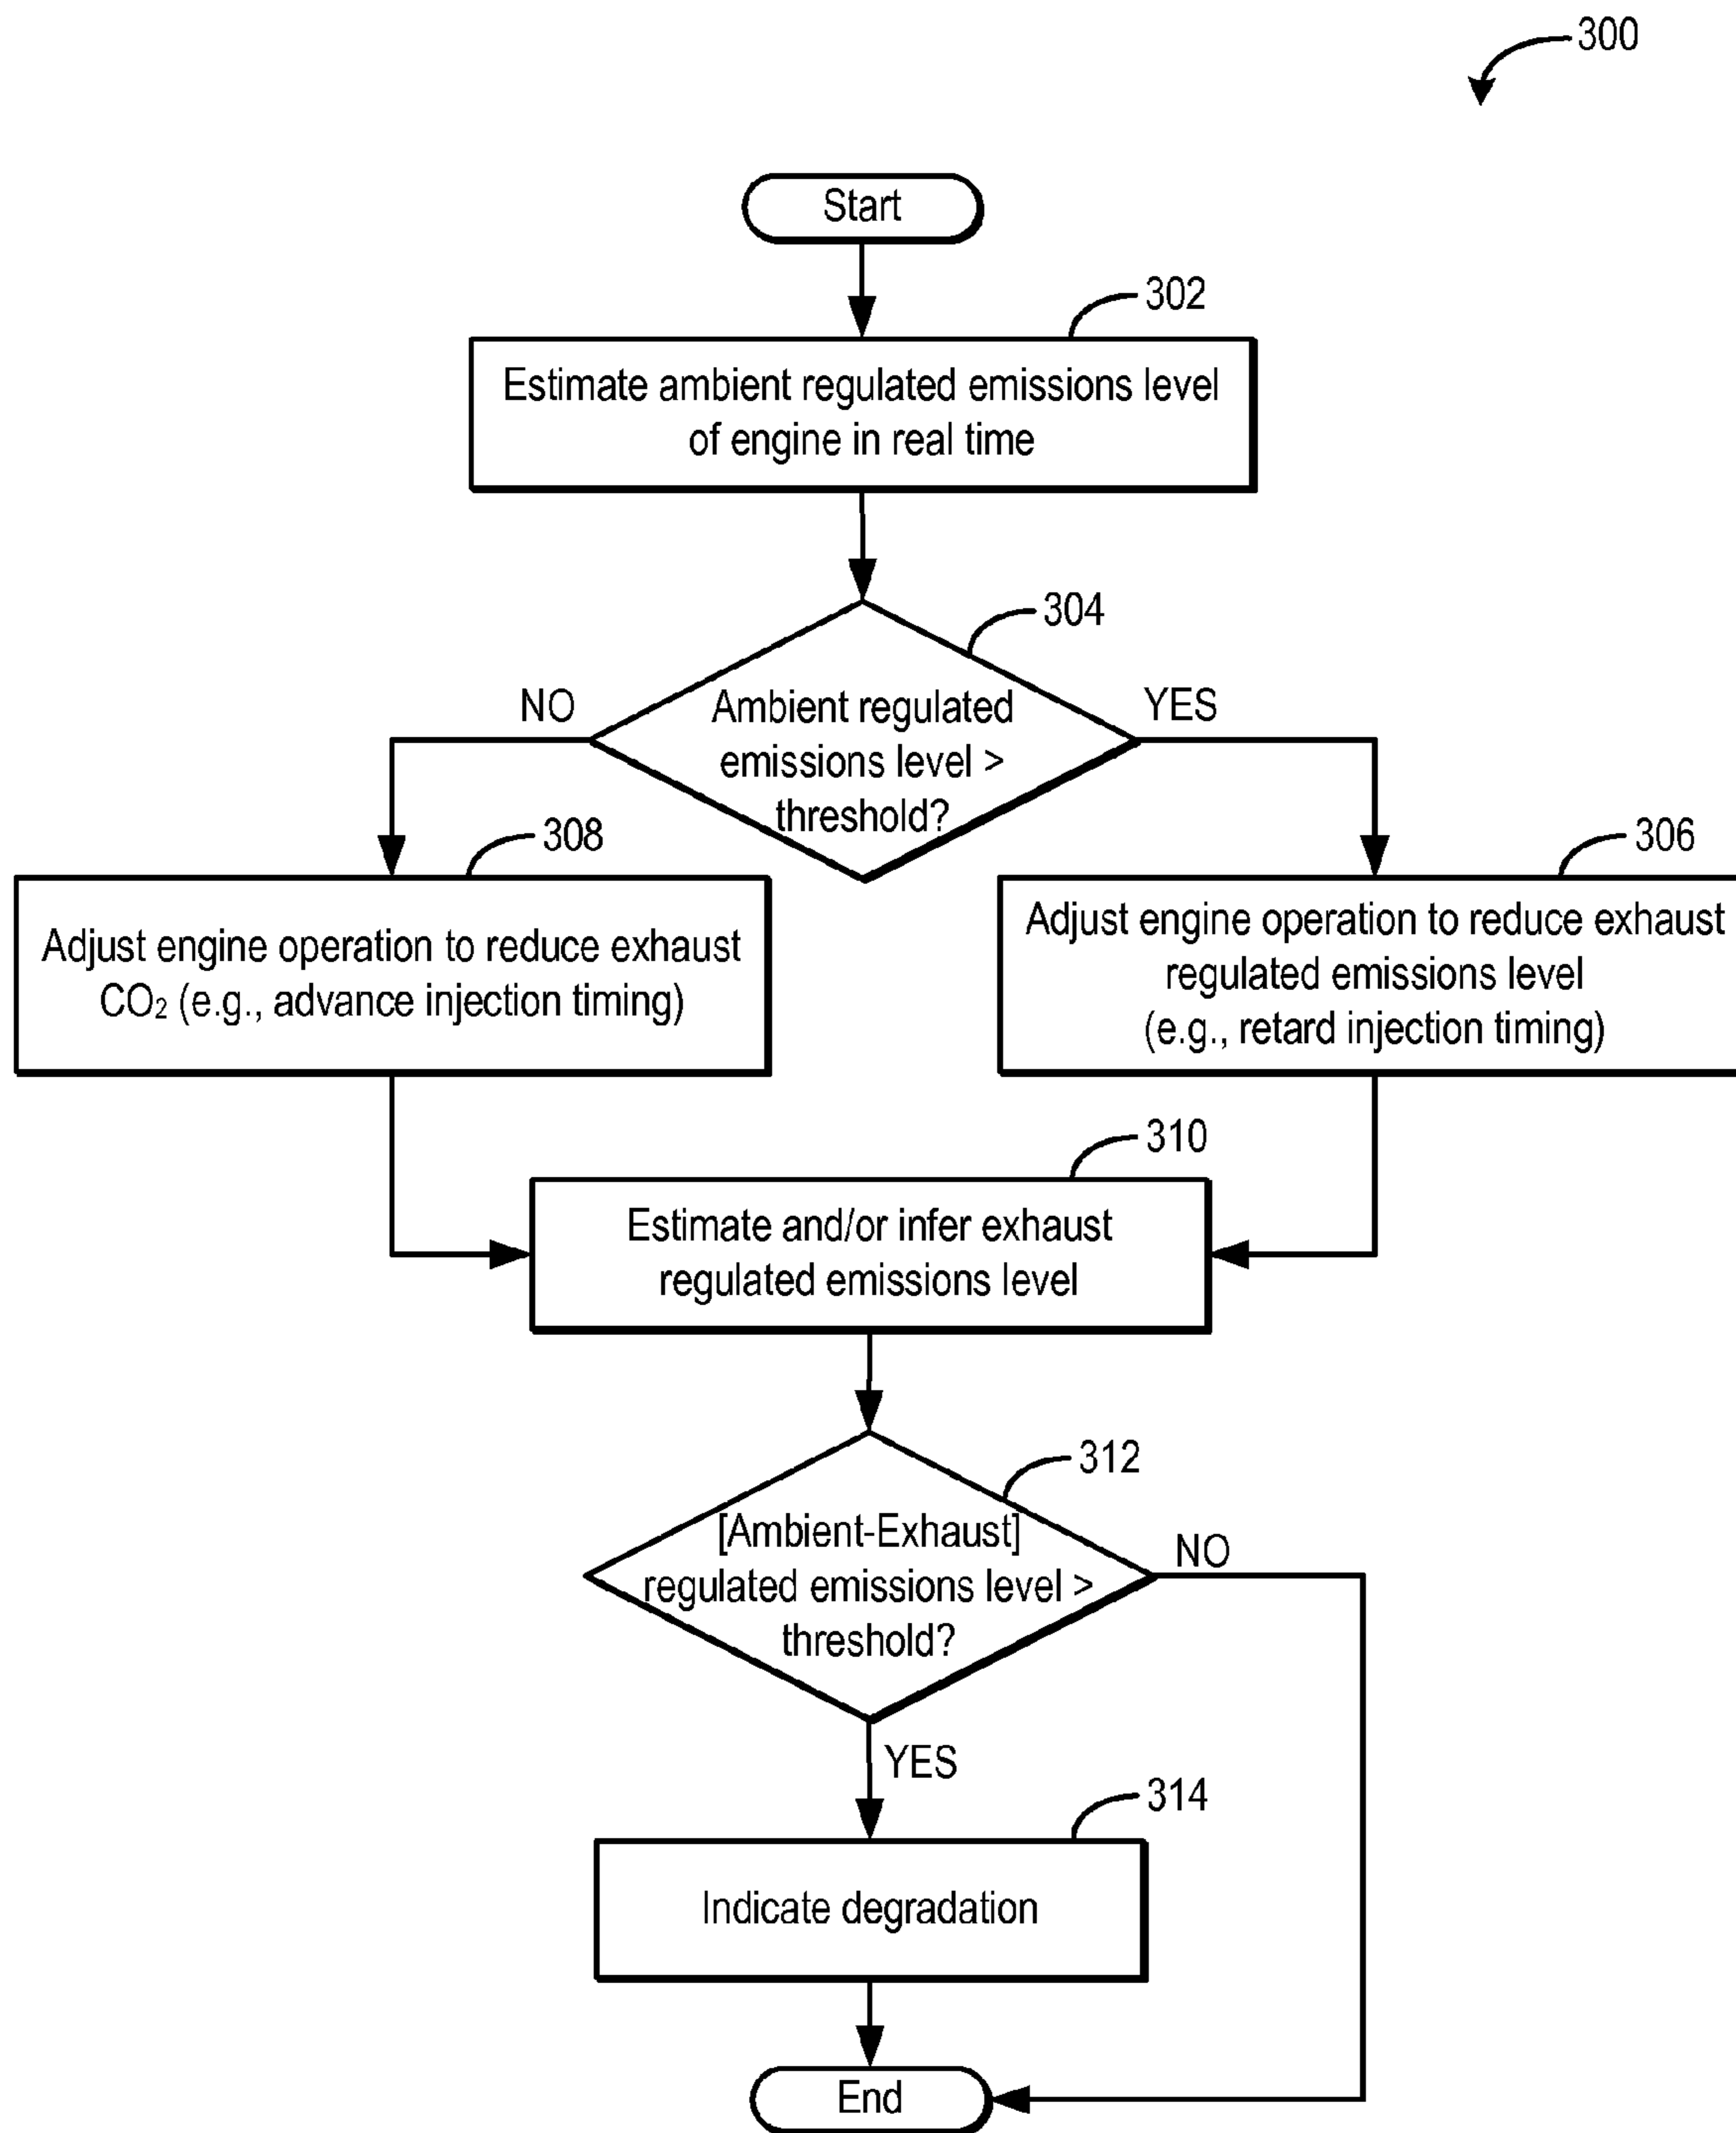 300
Start
302
Estimate ambient regulated emissions level
of engine in real time
304
NO
Ambient regulated
emissions level >
threshold?
YES
308
Adjust engine operation to reduce exhaust
CO₂ (e.g., advance injection timing)
306
Adjust engine operation to reduce exhaust
regulated emissions level
(e.g., retard injection timing)
310
Estimate and/or infer exhaust
regulated emissions level
312
[Ambient-Exhaust]
regulated emissions level >
threshold?
NO
YES
314
Indicate degradation
End